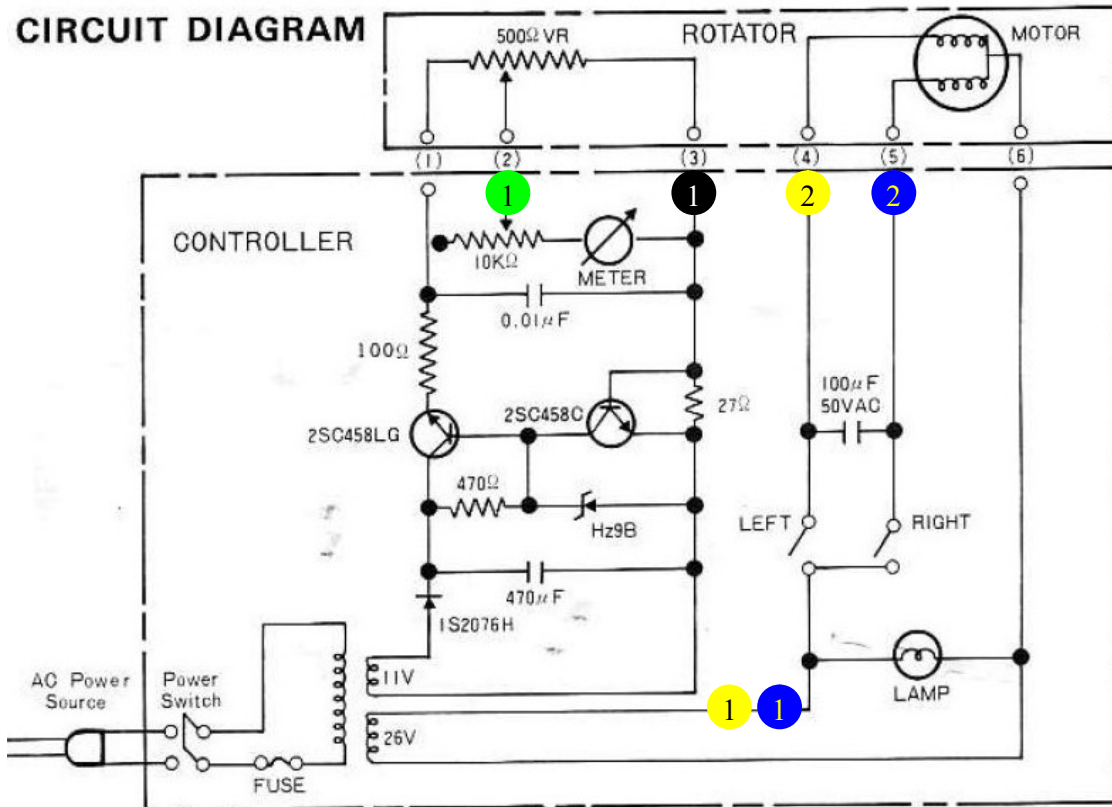 CIRCUIT DIAGRAM
500Ω VR
ROTATOR
MOTOR
(1)
(2)
(3)
(4)
(5)
(6)
1
1
2
2
CONTROLLER
10KΩ
METER
0.01μF
100Ω
2SC458LG
2SC458C
27Ω
100μF
50VAC
470Ω
Hz9B
LEFT
RIGHT
470μF
1S2076H
AC Power
Source
Power
Switch
11V
LAMP
1
1
26V
FUSE